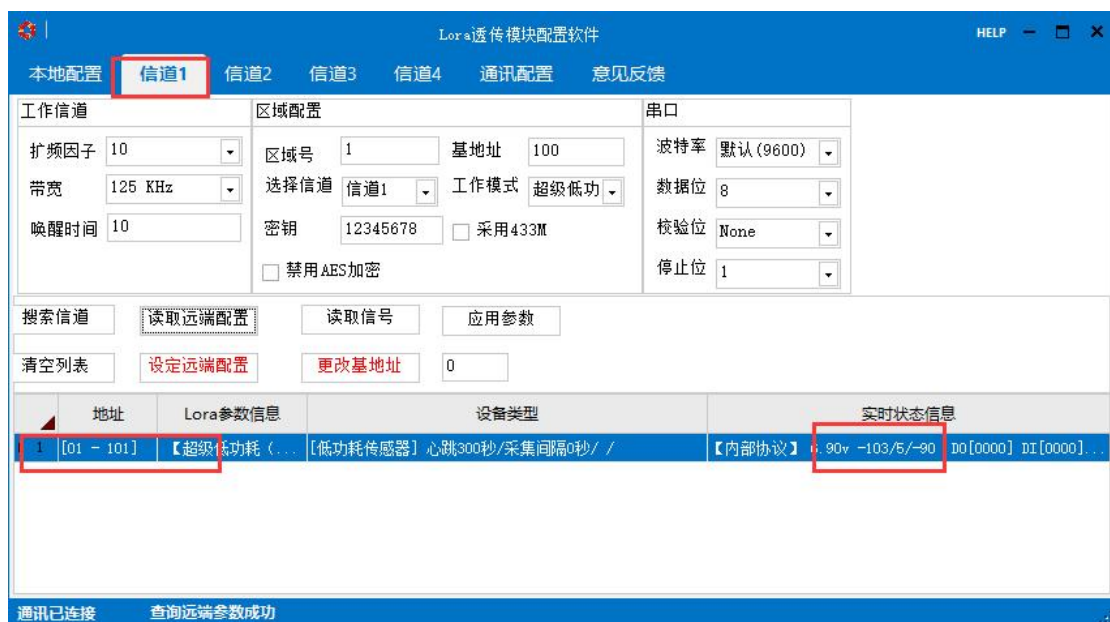 Lora透传模块配置软件 HELP
本地配置 信道1 信道2 信道3 信道4 通讯配置 意见反馈
工作信道 区域配置 串口
扩频因子 10 区域号 1 基地址 100 波特率 默认(9600)
带宽 125 KHz 选择信道 信道1 工作模式 超级低功 数据位 8
唤醒时间 10 密钥 12345678 采用433M 校验位 None
禁用AES加密 停止位 1
搜索信道 读取远端配置 读取信号 应用参数
清空列表 设定远端配置 更改基地址 0
地址 Lora参数信息 设备类型 实时状态信息
1 [01 - 101] 【超级低功耗 (... [低功耗传感器] 心跳300秒/采集间隔0秒/ / 【内部协议】 .90v -103/5/-90 DO[0000] DI[0000]...
通讯已连接 查询远端参数成功